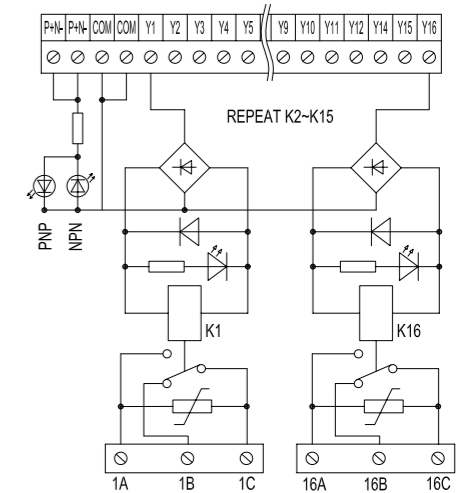 P+N- P+N- COM COM Y1 Y2 Y3 Y4 Y5 Y9 Y10 Y11 Y12 Y14 Y15 Y16
REPEAT K2~K15
PNP
NPN
K1
K16
1A 1B 1C
16A 16B 16C